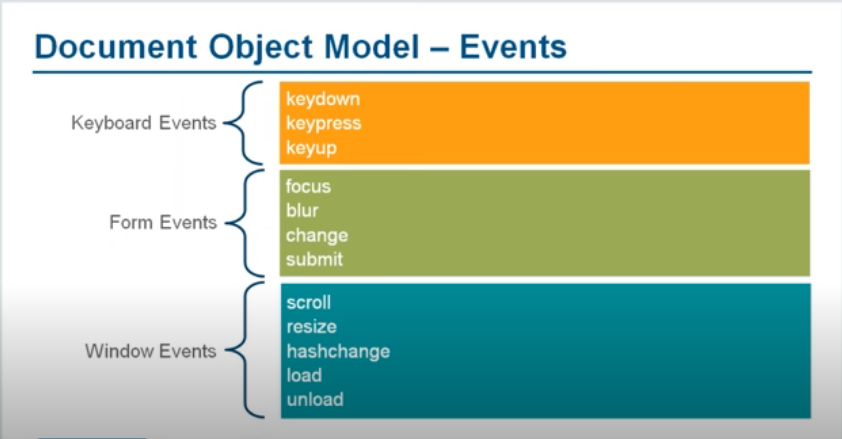 Document Object Model – Events
Keyboard Events
keydown
keypress
keyup
Form Events
focus
blur
change
submit
Window Events
scroll
resize
hashchange
load
unload